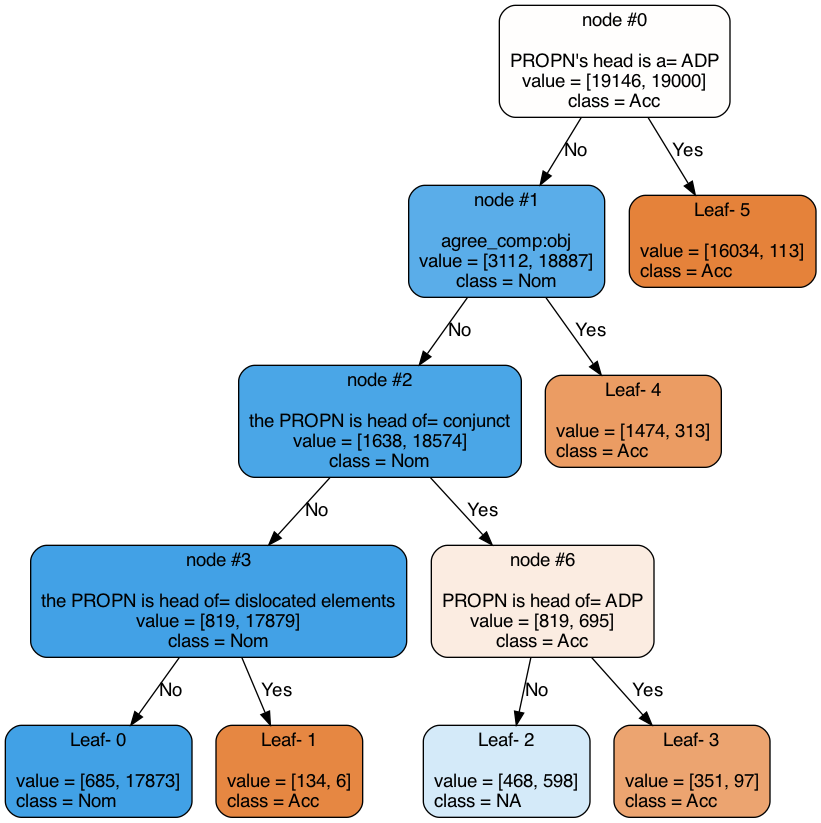 node #0
PROPN's head is a= ADP
value = [19146, 19000]
class = Acc
No
Yes
node #1
agree_comp:obj
value = [3112, 18887]
class = Nom
Leaf- 5
value = [16034, 113]
class = Acc
No
Yes
node #2
the PROPN is head of= conjunct
value = [1638, 18574]
class = Nom
Leaf- 4
value = [1474, 313]
class = Acc
No
Yes
node #3
the PROPN is head of= dislocated elements
value = [819, 17879]
class = Nom
node #6
PROPN is head of= ADP
value = [819, 695]
class = Acc
No
Yes
No
Yes
Leaf- 0
value = [685, 17873]
class = Nom
Leaf- 1
value = [134, 6]
class = Acc
Leaf- 2
value = [468, 598]
class = NA
Leaf- 3
value = [351, 97]
class = Acc